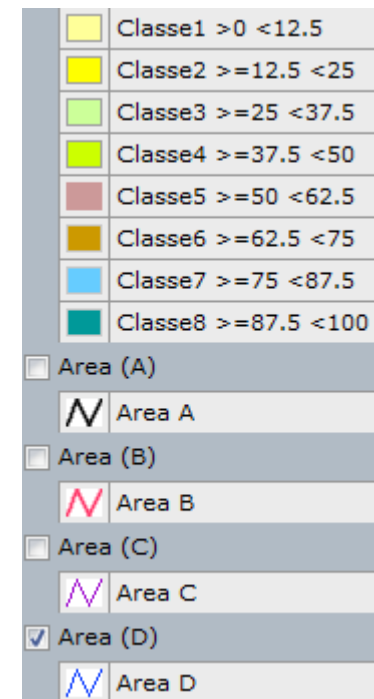 Classe1 >0 <12.5
Classe2 >=12.5 <25
Classe3 >=25 <37.5
Classe4 >=37.5 <50
Classe5 >=50 <62.5
Classe6 >=62.5 <75
Classe7 >=75 <87.5
Classe8 >=87.5 <100
Area (A)
Area A
Area (B)
Area B
Area (C)
Area C
Area (D)
Area D